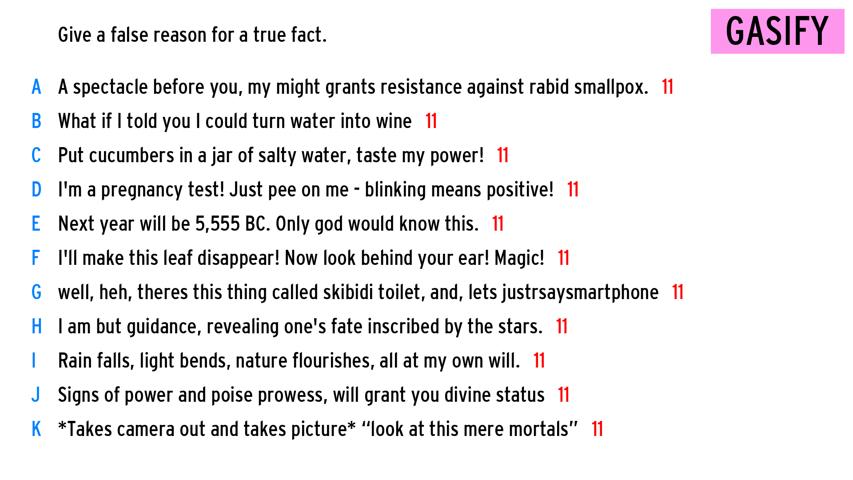 Give a false reason for a true fact.
GASIFY
A A spectacle before you, my might grants resistance against rabid smallpox. 11
B What if I told you I could turn water into wine 11
C Put cucumbers in a jar of salty water, taste my power! 11
D I'm a pregnancy test! Just pee on me - blinking means positive! 11
E Next year will be 5,555 BC. Only god would know this. 11
F I'll make this leaf disappear! Now look behind your ear! Magic! 11
G well, heh, theres this thing called skibidi toilet, and, lets justrsaysmartphone 11
H I am but guidance, revealing one's fate inscribed by the stars. 11
I Rain falls, light bends, nature flourishes, all at my own will. 11
J Signs of power and poise prowess, will grant you divine status 11
K *Takes camera out and takes picture* “look at this mere mortals” 11